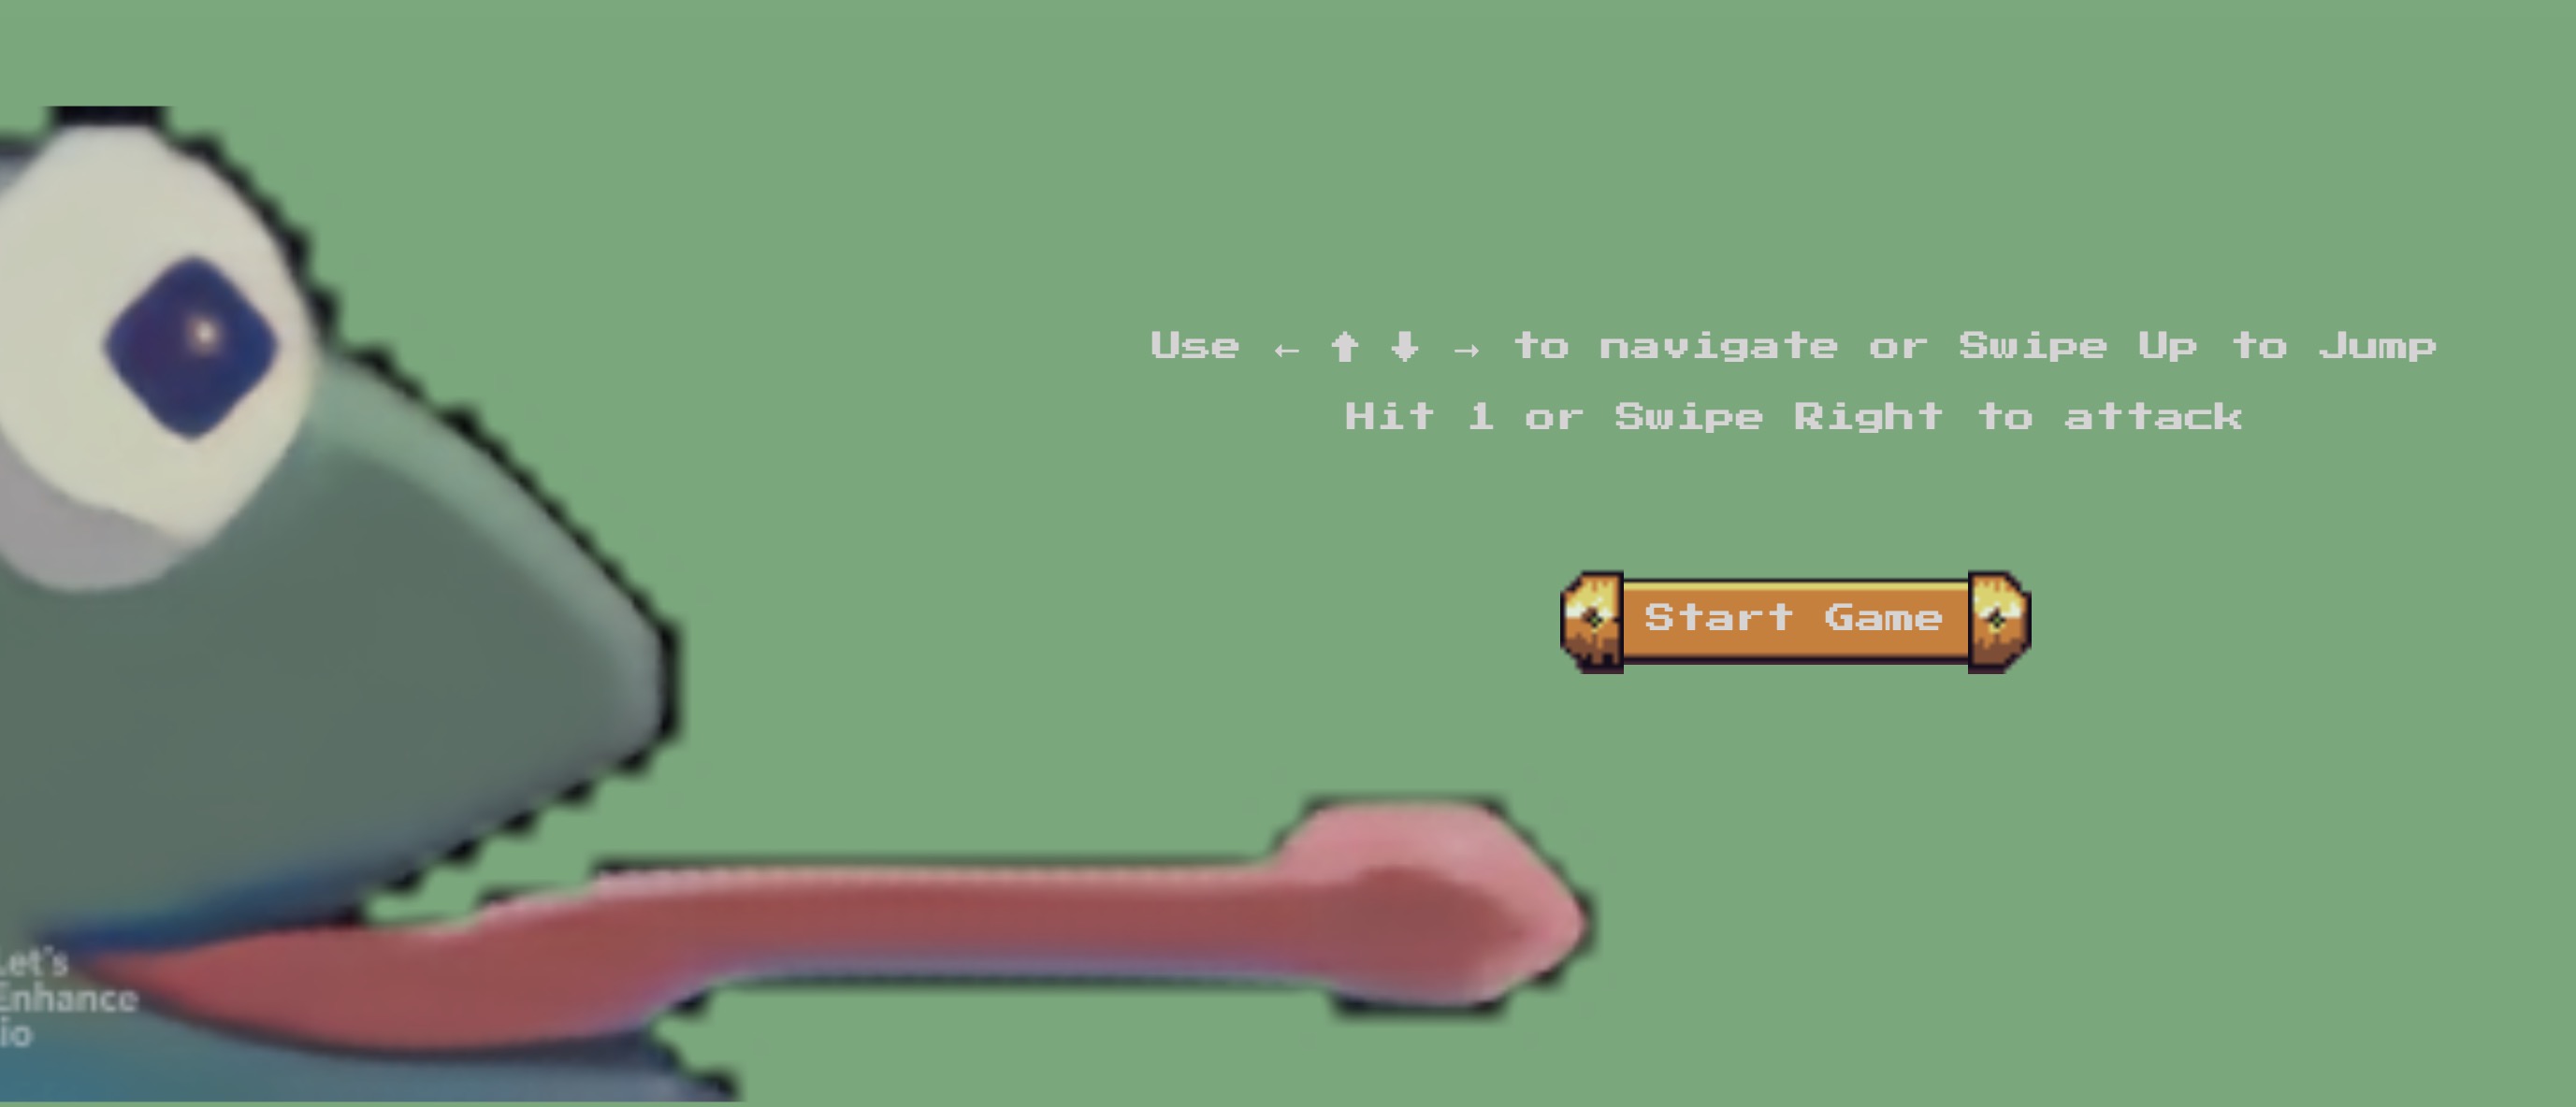 Use ← ↑ ↓ → to navigate or Swipe Up to Jump
Hit 1 or Swipe Right to attack
Start Game
Let's
Enhance
io